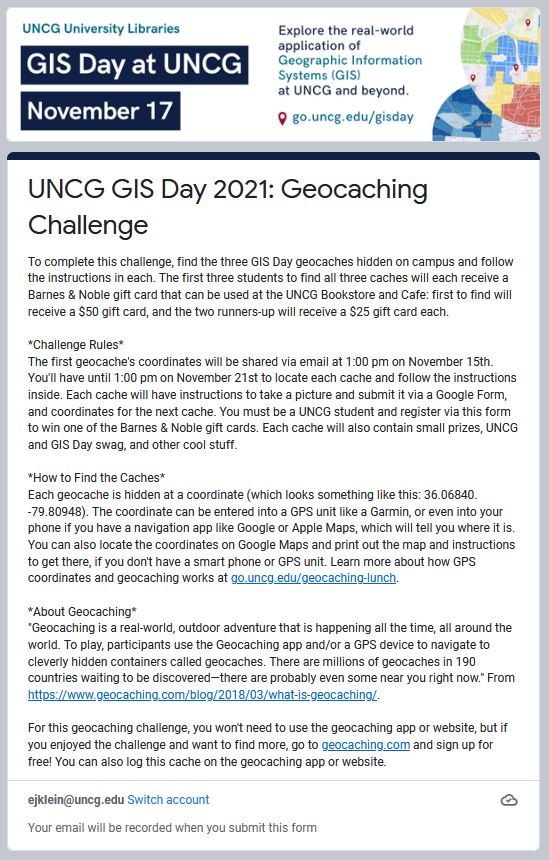 UNCG University Libraries
GIS Day at UNCG
November 17
Explore the real-world
application of
Geographic Information
Systems (GIS)
at UNCG and beyond.
go.uncg.edu/gisday
UNCG GIS Day 2021: Geocaching
Challenge
To complete this challenge, find the three GIS Day geocaches hidden on campus and follow
the instructions in each. The first three students to find all three caches will each receive a
Barnes & Noble gift card that can be used at the UNCG Bookstore and Cafe: first to find will
receive a $50 gift card, and the two runners-up will receive a $25 gift card each.
*Challenge Rules*
The first geocache's coordinates will be shared via email at 1:00 pm on November 15th.
You'll have until 1:00 pm on November 21st to locate each cache and follow the instructions
inside. Each cache will have instructions to take a picture and submit it via a Google Form,
and coordinates for the next cache. You must be a UNCG student and register via this form
to win one of the Barnes & Noble gift cards. Each cache will also contain small prizes, UNCG
and GIS Day swag, and other cool stuff.
*How to Find the Caches*
Each geocache is hidden at a coordinate (which looks something like this: 36.06840.
-79.80948). The coordinate can be entered into a GPS unit like a Garmin, or even into your
phone if you have a navigation app like Google or Apple Maps, which will tell you where it is.
You can also locate the coordinates on Google Maps and print out the map and instructions
to get there, if you don't have a smart phone or GPS unit. Learn more about how GPS
coordinates and geocaching works at go.uncg.edu/geocaching-lunch.
*About Geocaching*
"Geocaching is a real-world, outdoor adventure that is happening all the time, all around the
world. To play, participants use the Geocaching app and/or a GPS device to navigate to
cleverly hidden containers called geocaches. There are millions of geocaches in 190
countries waiting to be discovered—there are probably even some near you right now." From
https://www.geocaching.com/blog/2018/03/what-is-geocaching/.
For this geocaching challenge, you won't need to use the geocaching app or website, but if
you enjoyed the challenge and want to find more, go to geocaching.com and sign up for
free! You can also log this cache on the geocaching app or website.
ejklein@uncg.edu Switch account
Your email will be recorded when you submit this form